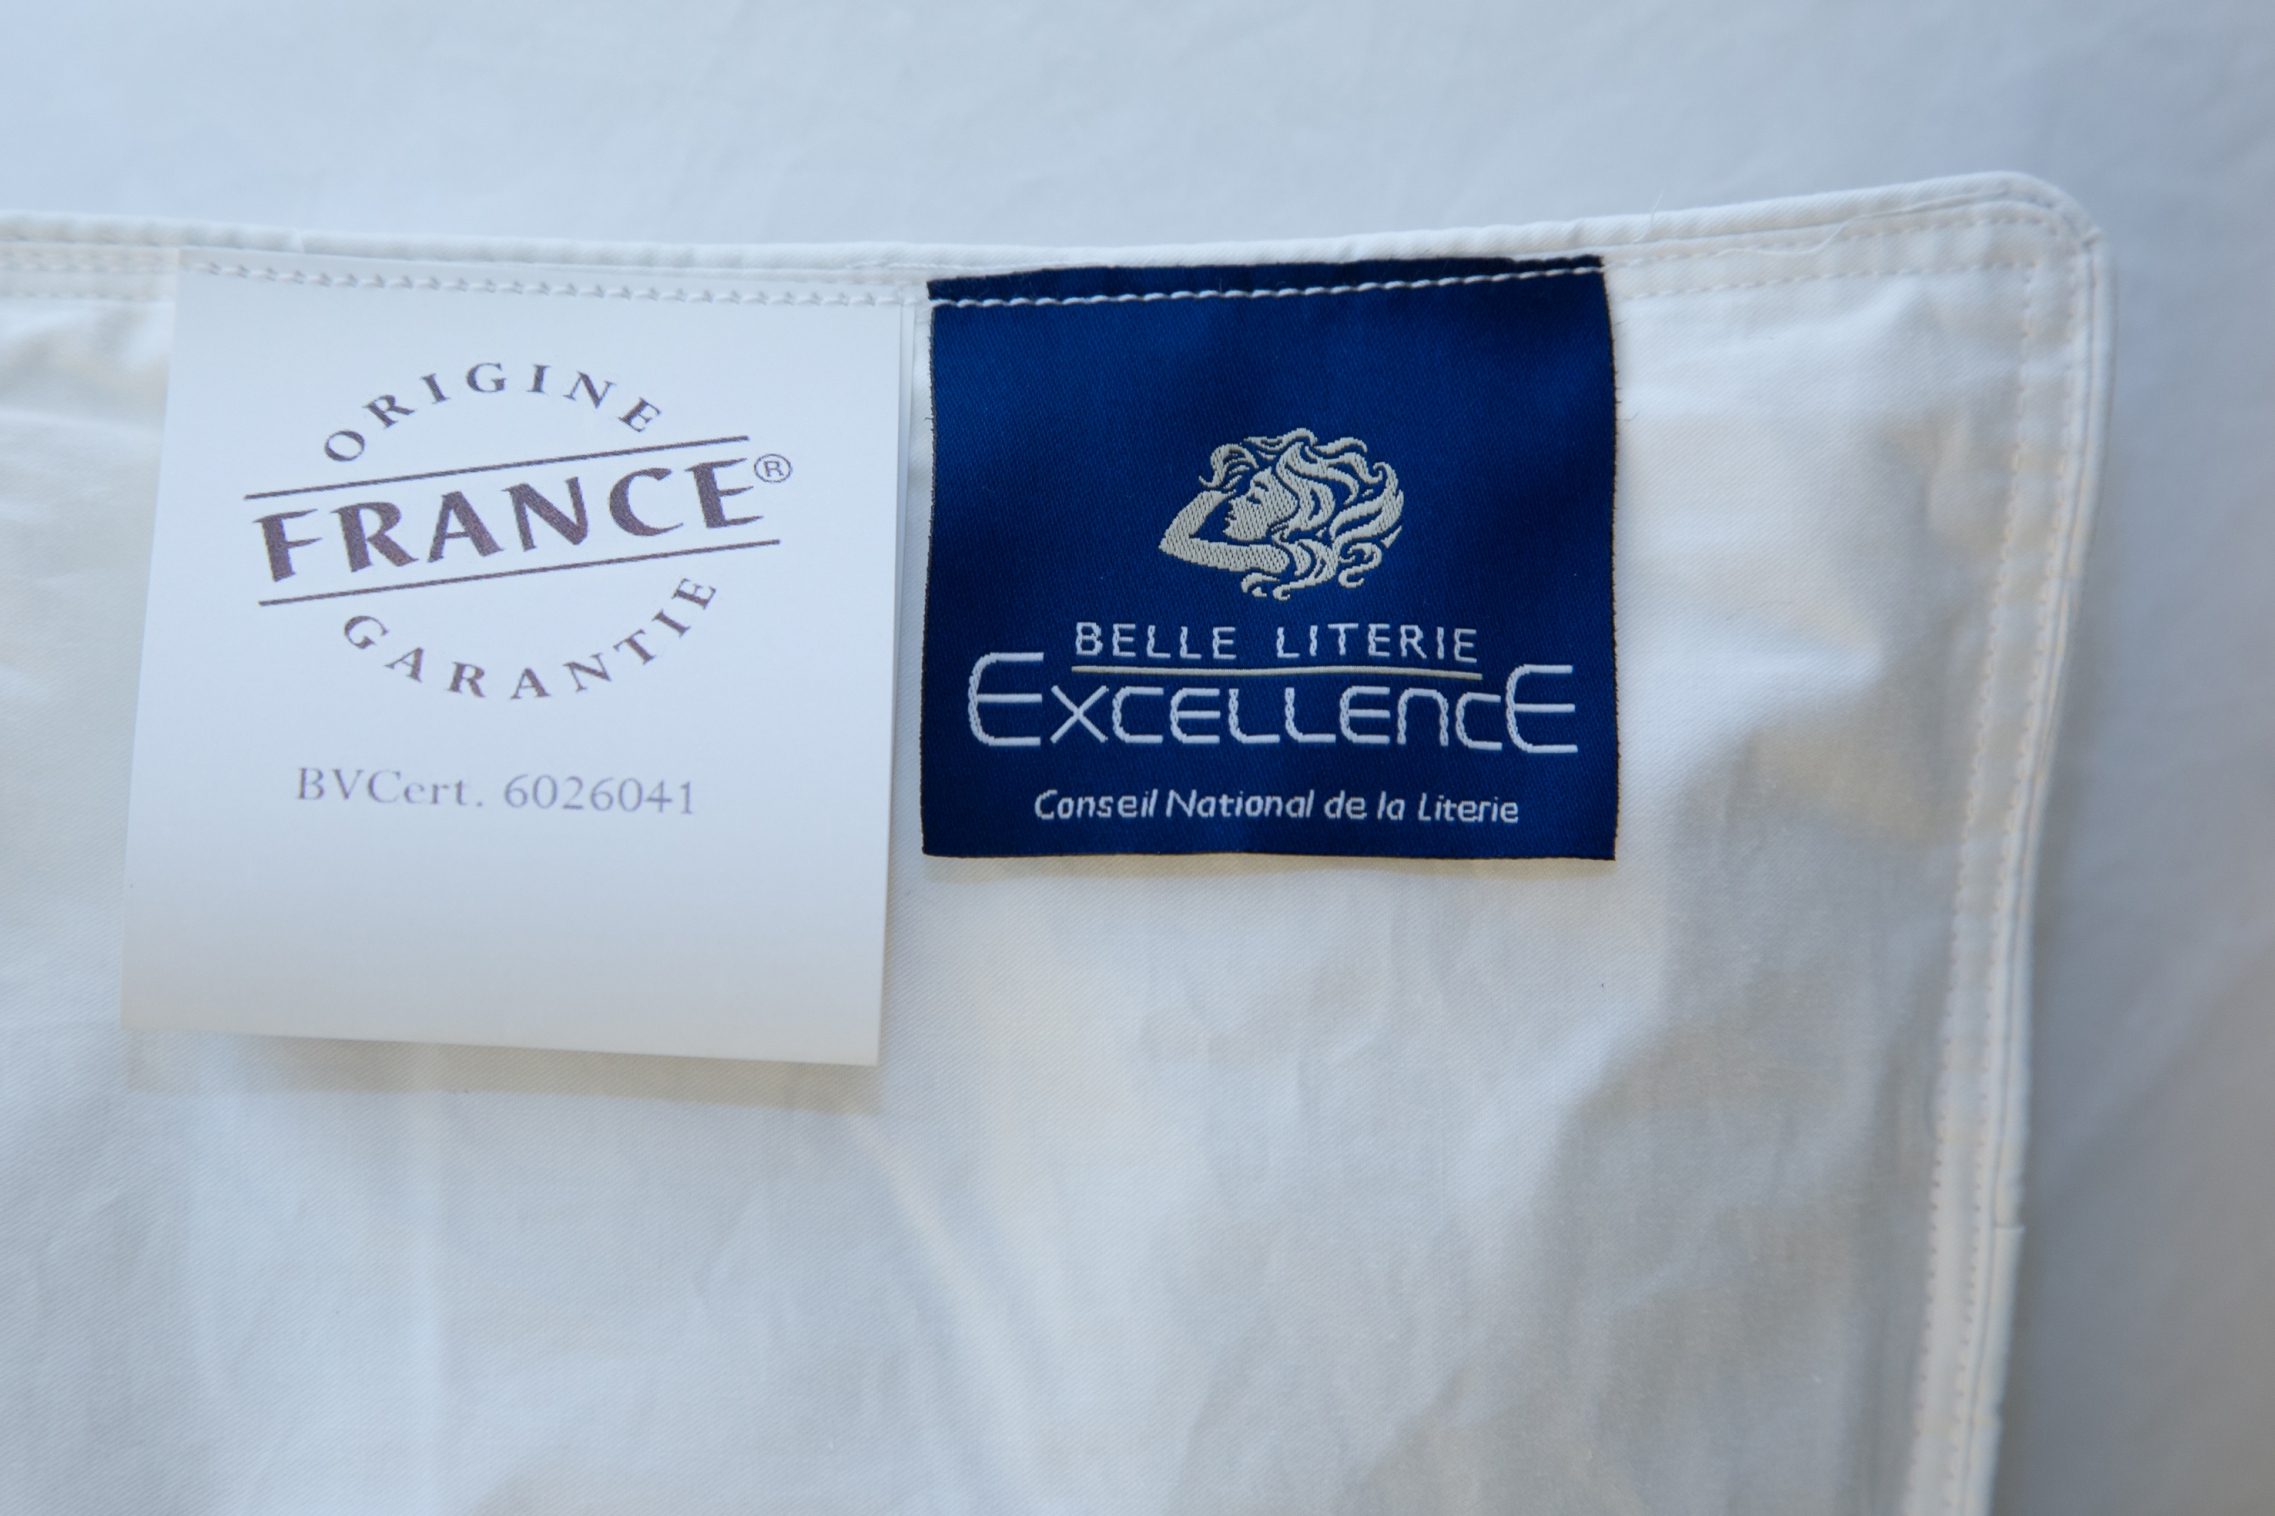 ORIGINE
FRANCE®
GARANTIE
BVCert. 6026041
BELLE LITERIE
EXCELLENCE
Conseil National de la Literie